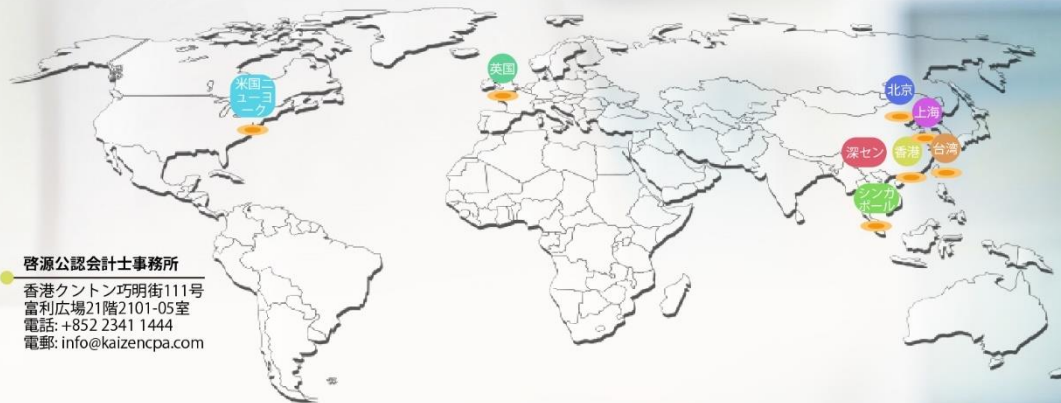 英国
米国ニ
ューヨ
ーク
北京
上海
深セン
香港
台湾
シンガ
ポール
啓源公認会計士事務所
香港クントン巧明街111号
富利広場21階2101-05室
電話: +852 2341 1444
電郵: info@kaizencpa.com